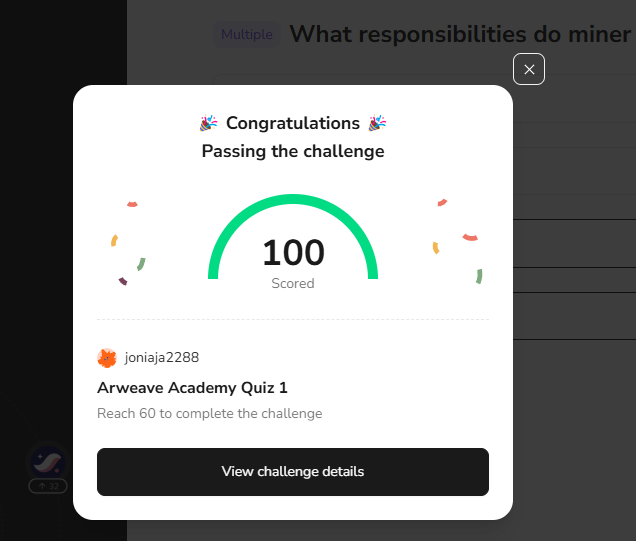 Multiple What responsibilities do miner
Congratulations
Passing the challenge
100
Scored
joniaja2288
Arweave Academy Quiz 1
Reach 60 to complete the challenge
View challenge details
32